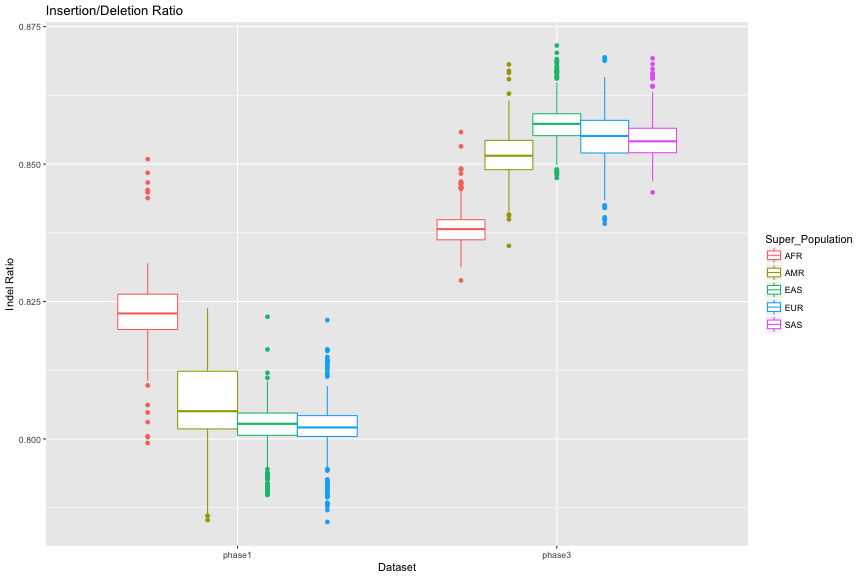 Insertion/Deletion Ratio
0.875
0.850
0.825
0.800
Indel Ratio
phase1
phase3
Dataset
Super_Population
AFR
AMR
EAS
EUR
SAS